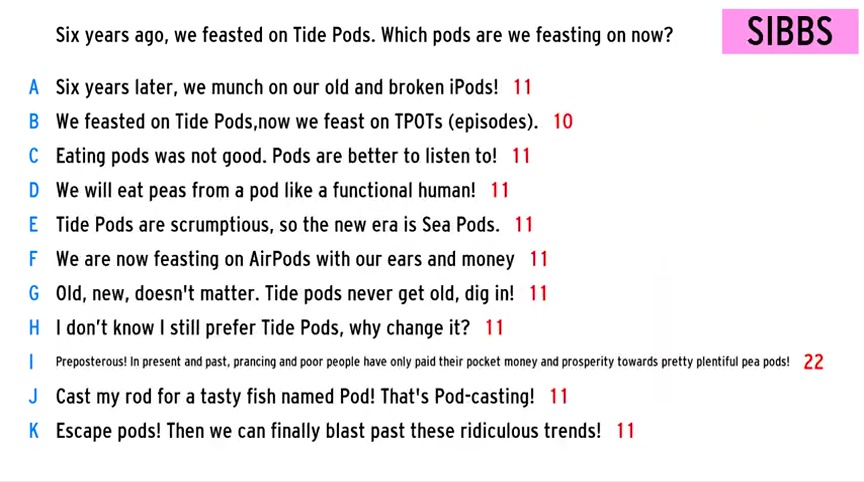 Six years ago, we feasted on Tide Pods. Which pods are we feasting on now?
SIBBS
A Six years later, we munch on our old and broken iPods! 11
B We feasted on Tide Pods,now we feast on TPOTs (episodes). 10
C Eating pods was not good. Pods are better to listen to! 11
D We will eat peas from a pod like a functional human! 11
E Tide Pods are scrumptious, so the new era is Sea Pods. 11
F We are now feasting on AirPods with our ears and money 11
G Old, new, doesn't matter. Tide pods never get old, dig in! 11
H I don’t know I still prefer Tide Pods, why change it? 11
I Preposterous! In present and past, prancing and poor people have only paid their pocket money and prosperity towards pretty plentiful pea pods! 22
J Cast my rod for a tasty fish named Pod! That's Pod-casting! 11
K Escape pods! Then we can finally blast past these ridiculous trends! 11